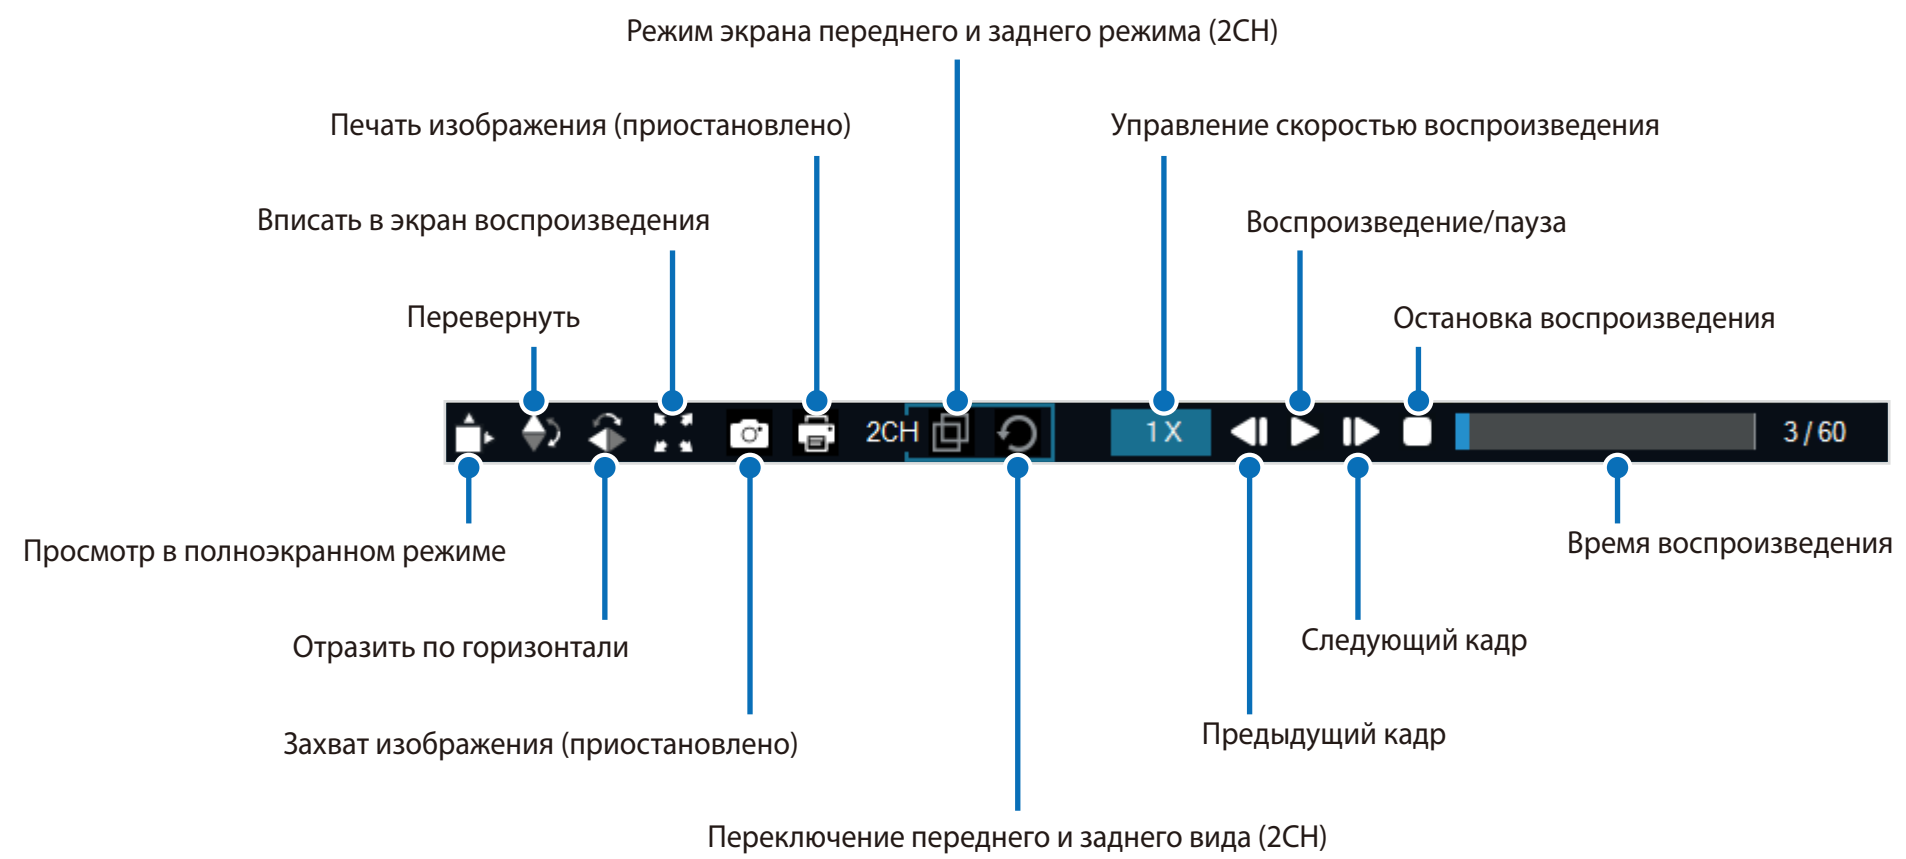 Режим экрана переднего и заднего режима (2CH)
Печать изображения (приостановлено)
Управление скоростью воспроизведения
Вписать в экран воспроизведения
Воспроизведение/пауза
Перевернуть
Остановка воспроизведения
2CH
1 X
3 / 60
Просмотр в полноэкранном режиме
Время воспроизведения
Отразить по горизонтали
Следующий кадр
Захват изображения (приостановлено)
Предыдущий кадр
Переключение переднего и заднего вида (2CH)